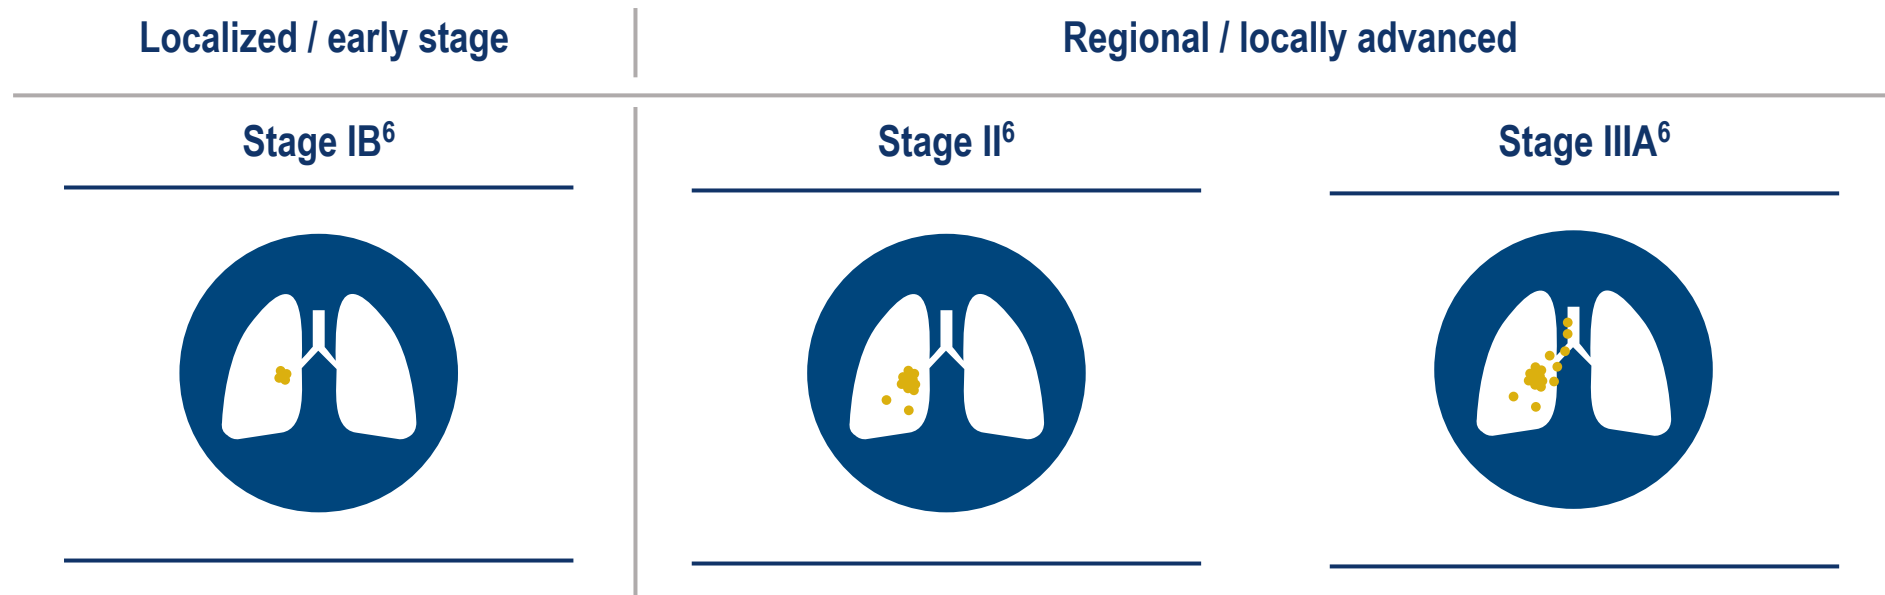 Localized / early stage
Regional / locally advanced
Stage IB⁶
Stage II⁶
Stage IIIA⁶